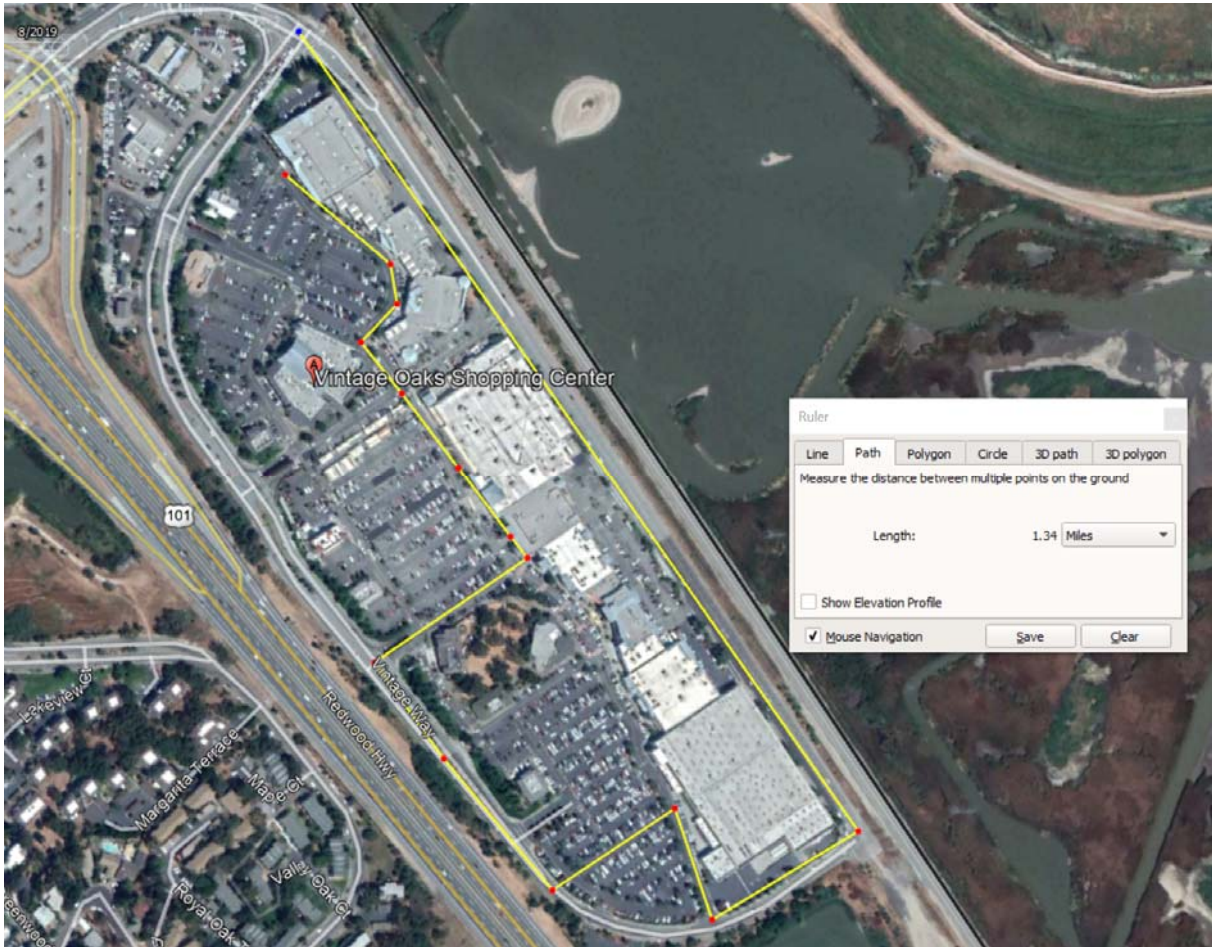 8/2019
A
Vintage Oaks Shopping Center
Ruler
Line Path Polygon Circle 3D path 3D polygon
Measure the distance between multiple points on the ground
101
Length: 1.34 Miles
Show Elevation Profile
Mouse Navigation Save Clear
Vintage Way
Redwood Hwy
Lakeview Ct
Margarita Terrace
Maple Ct
Valley Oak Ct
Royal Oak